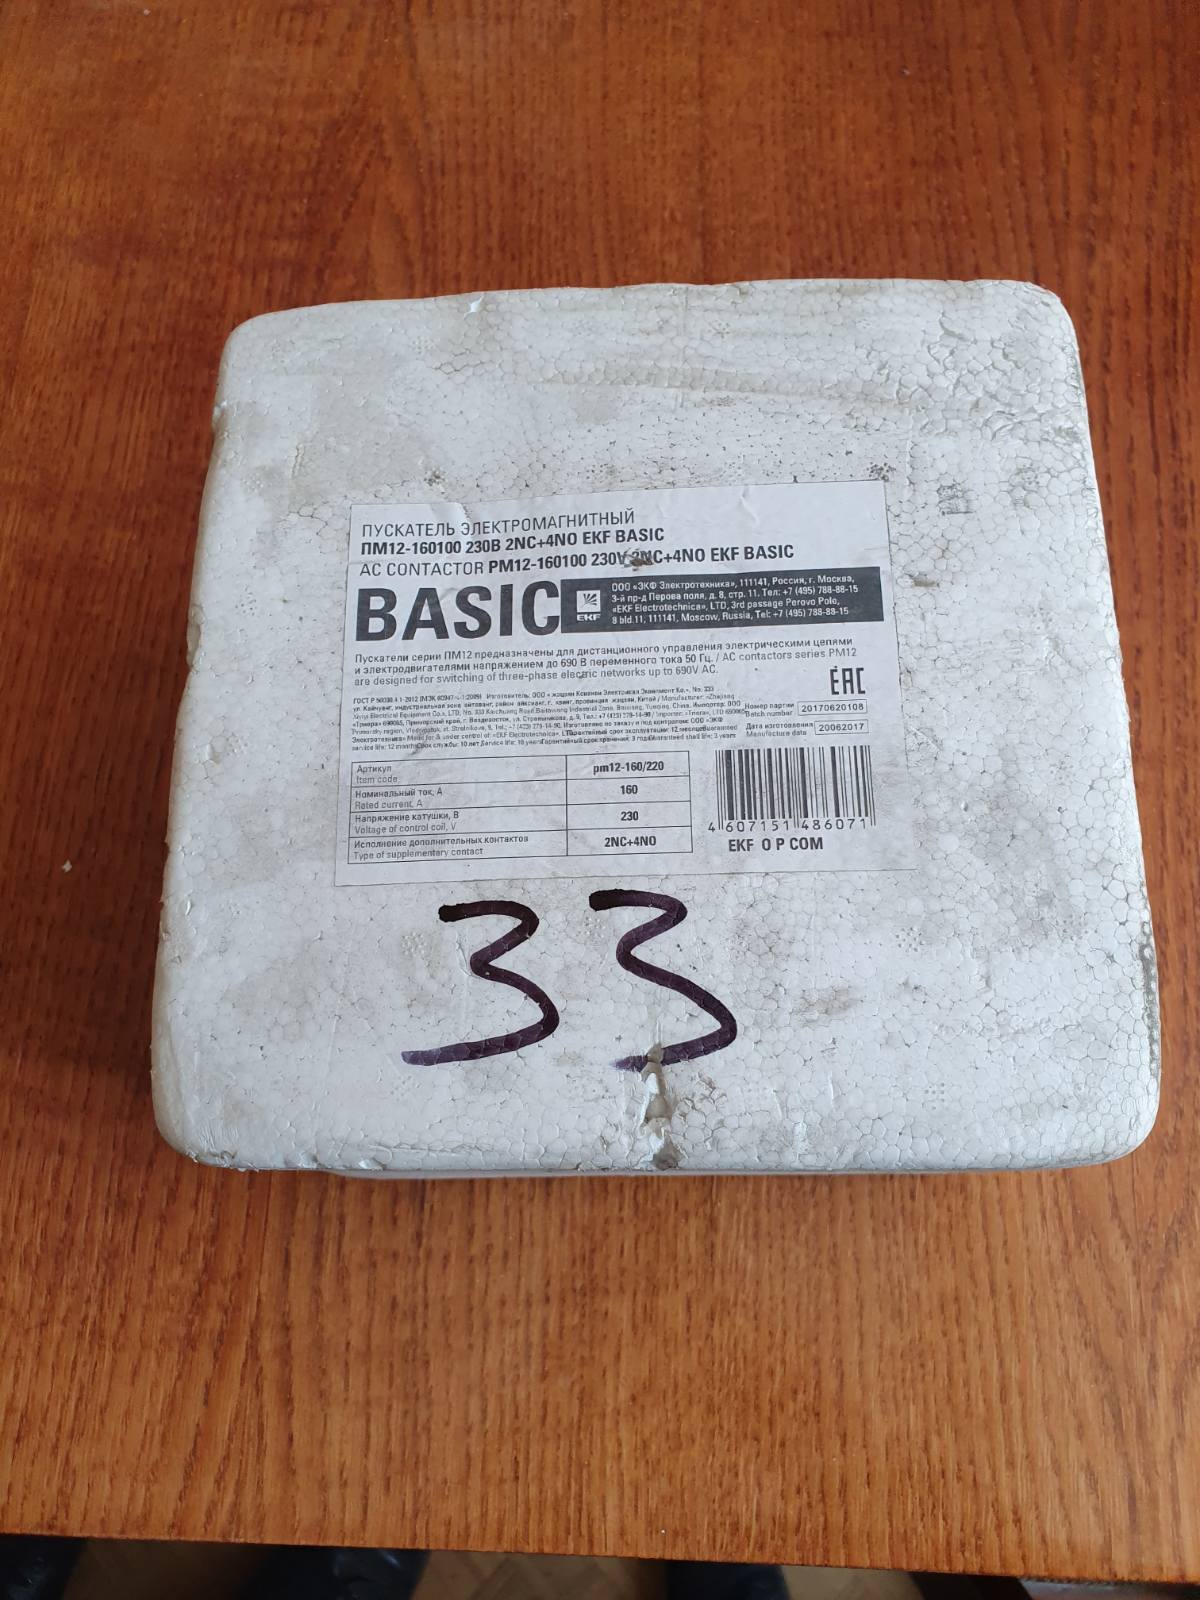 ПУСКАТЕЛЬ ЭЛЕКТРОМАГНИТНЫЙ
ПМ12-160100 230В 2NC+4NO EKF BASIC
AC CONTACTOR PM12-160100 230V 2NC+4NO EKF BASIC
BASIC
EKF
ООО «ЭКФ Электротехника», 111141, Россия, г. Москва,
3-й пр-д Перова поля, д. 8, стр. 11. Тел: +7 (495) 788-88-15
«EKF Electrotechnica», LTD, 3rd passage Perovo Pole,
8 bld.11, 111141, Moscow, Russia, Tel: +7 (495) 788-88-15
Пускатели серии ПМ12 предназначены для дистанционного управления электрическими цепями
и электродвигателями напряжением до 690 В переменного тока 50 Гц. / AC contactors series PM12
are designed for switching of three-phase electric networks up to 690V AC.
EAC
Номер партии
Batch number
20170620108
Дата изготовления
Manufacture data
20062017
Артикул
Item code
pm12-160/220
Номинальный ток, А
Rated current, A
160
Напряжение катушки, В
Voltage of control coil, V
230
Исполнение дополнительных контактов
Type of supplementary contact
2NC+4NO
4 607151 486071
EKF O P COM
33